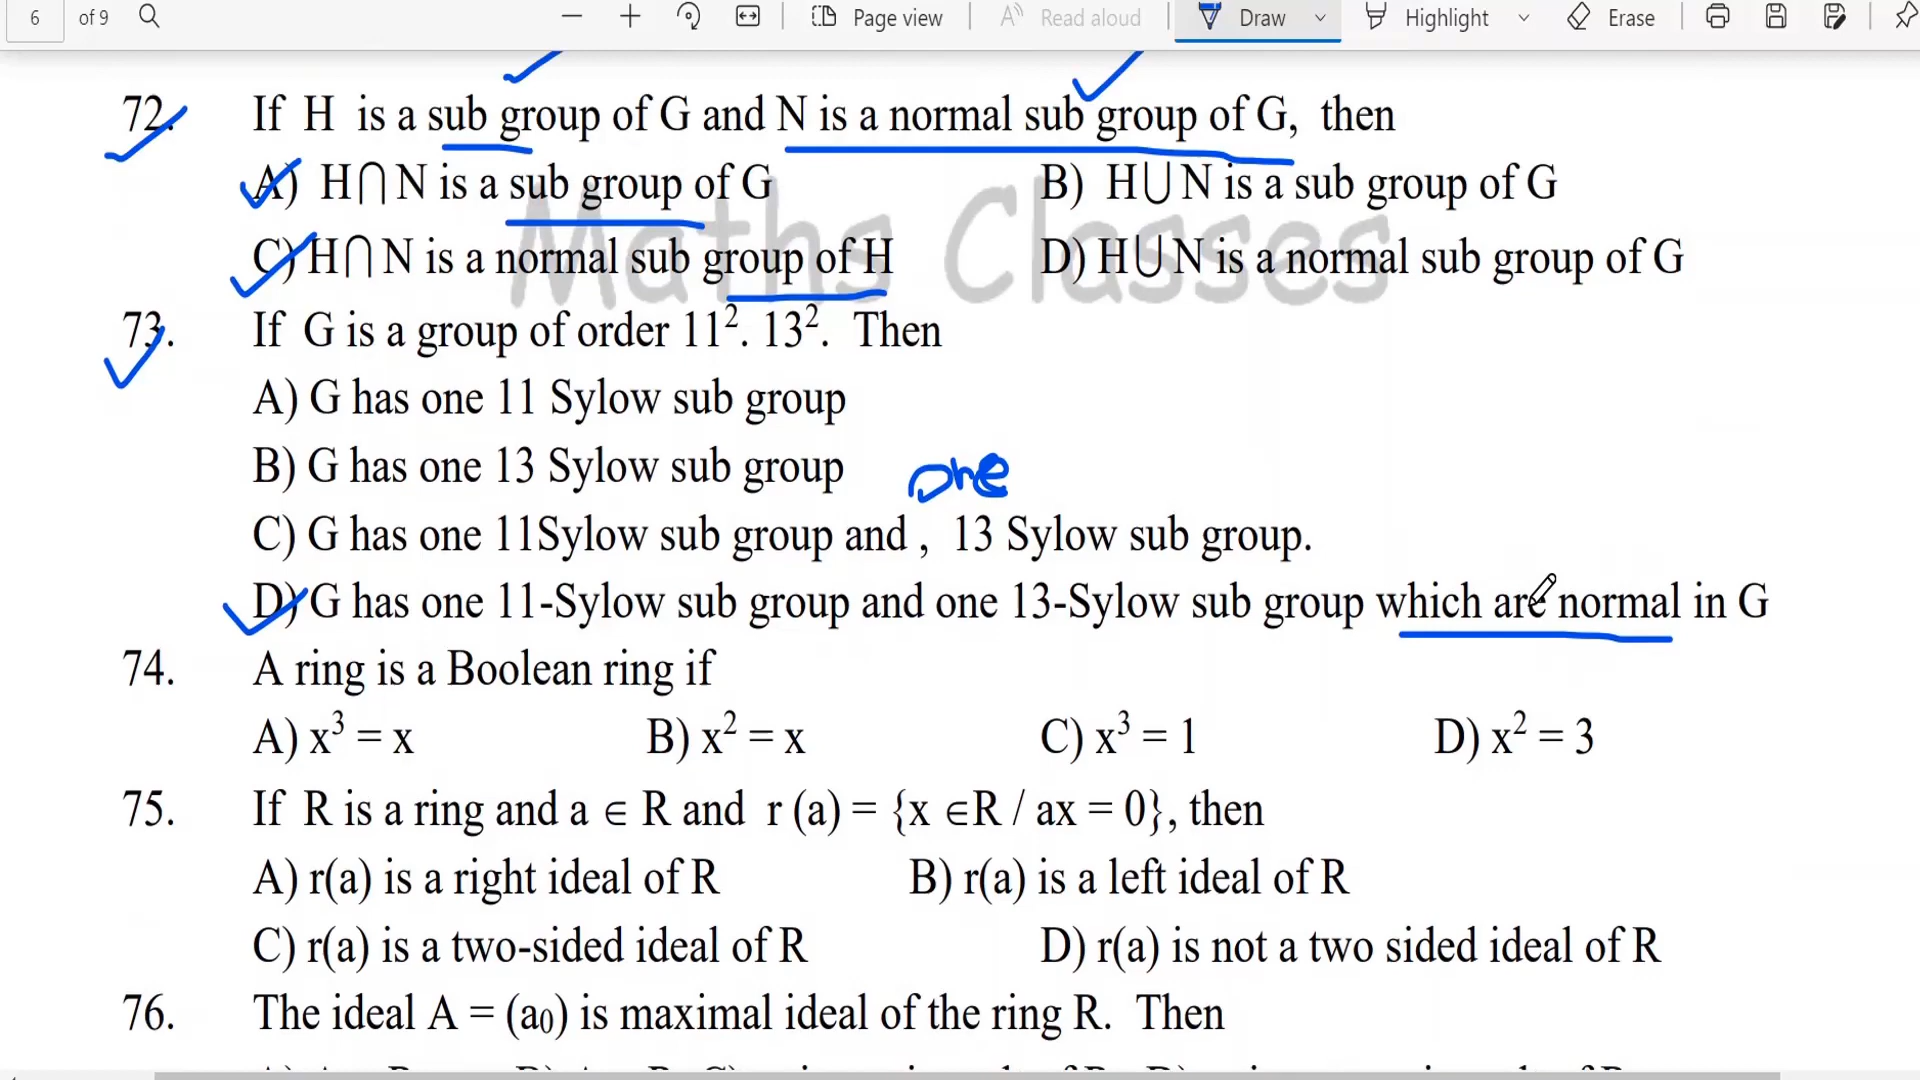 6 of 9 Page view Read aloud Draw Highlight Erase
72. If H is a sub group of G and N is a normal sub group of G, then
A) H⋂N is a sub group of G B) H⋃N is a sub group of G
C) H⋂N is a normal sub group of H D) H⋃N is a normal sub group of G
Maths Classes
73. If G is a group of order 11². 13². Then
A) G has one 11 Sylow sub group
B) G has one 13 Sylow sub group
one
C) G has one 11Sylow sub group and , 13 Sylow sub group.
D) G has one 11-Sylow sub group and one 13-Sylow sub group which are normal in G
74. A ring is a Boolean ring if
A) x³ = x B) x² = x C) x³ = 1 D) x² = 3
75. If R is a ring and a ∈ R and r (a) = {x ∈R / ax = 0}, then
A) r(a) is a right ideal of R B) r(a) is a left ideal of R
C) r(a) is a two-sided ideal of R D) r(a) is not a two sided ideal of R
76. The ideal A = (a₀) is maximal ideal of the ring R. Then